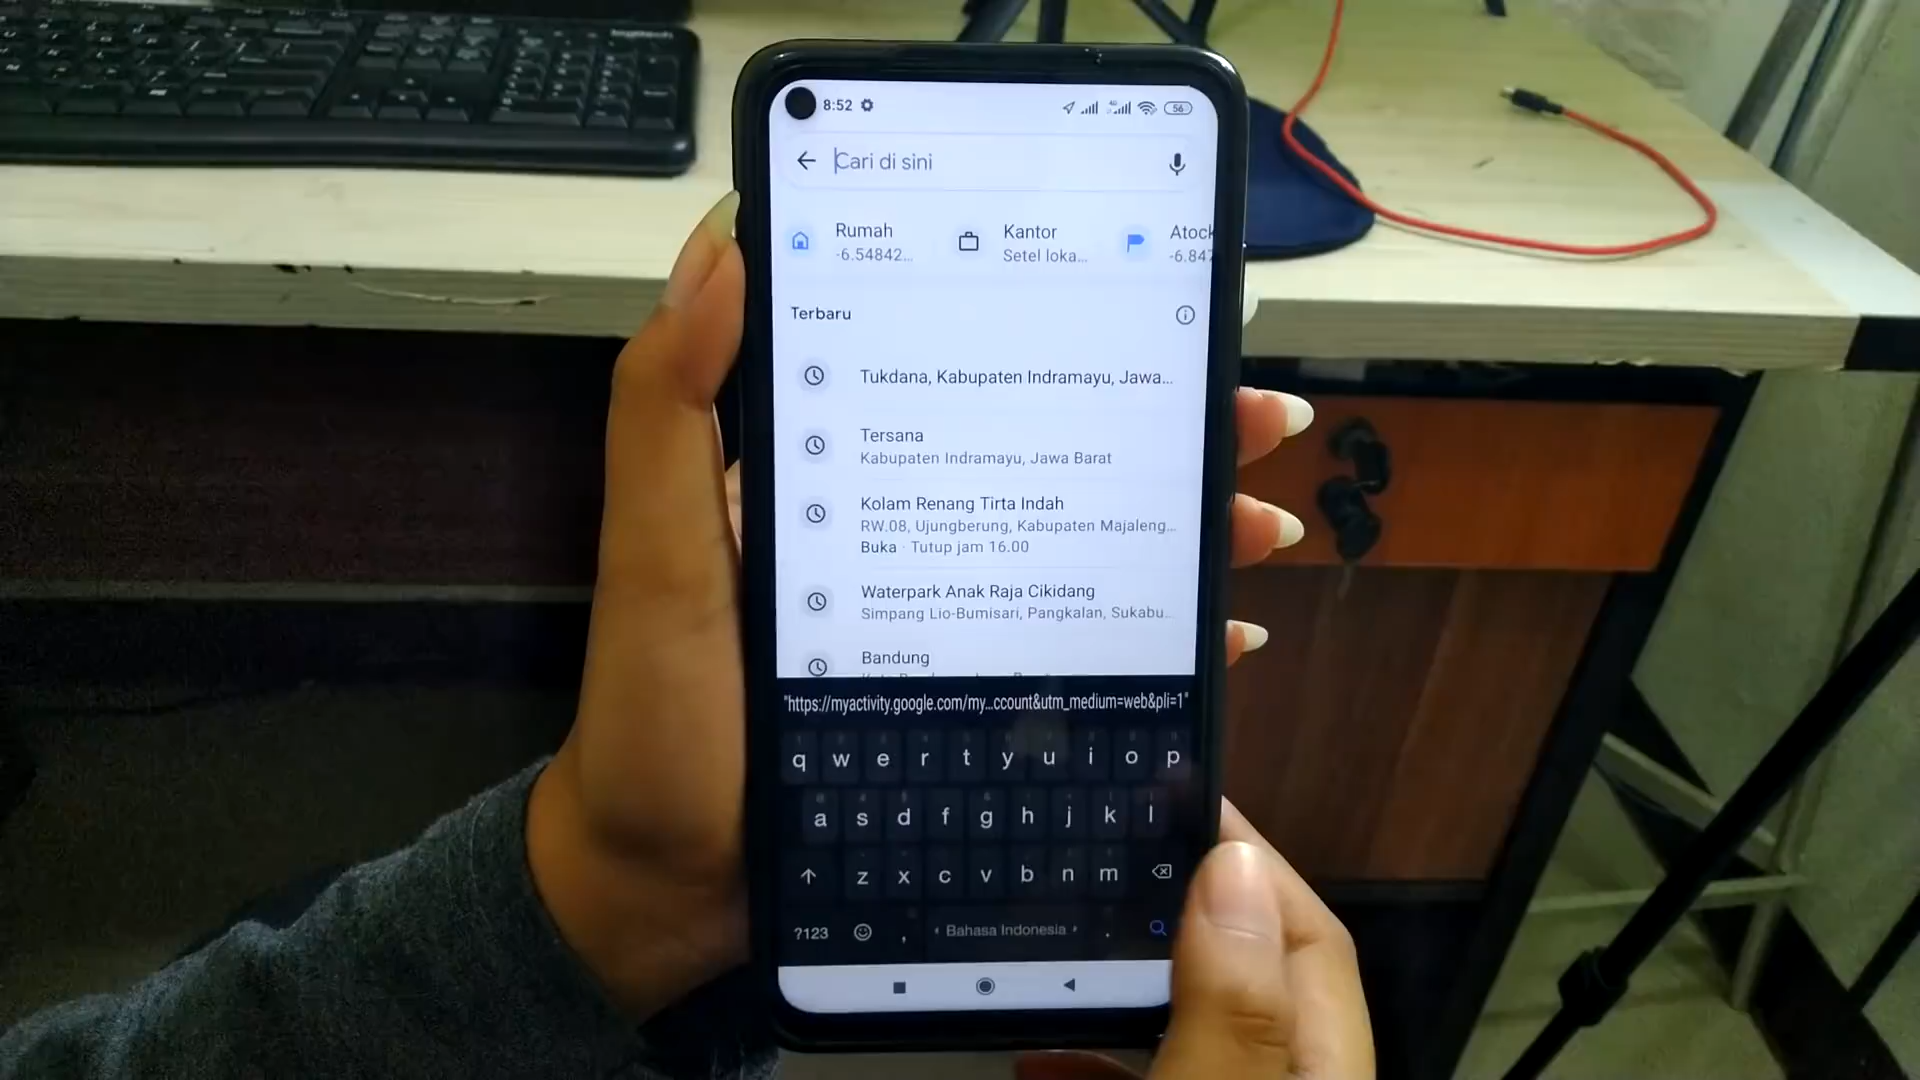 logitech
8:52
56
Cari di sini
Rumah
-6.54842...
Kantor
Setel loka...
Atock
-6.847
Terbaru
Tukdana, Kabupaten Indramayu, Jawa...
Tersana
Kabupaten Indramayu, Jawa Barat
Kolam Renang Tirta Indah
RW.08, Ujungberung, Kabupaten Majaleng...
Buka · Tutup jam 16.00
Waterpark Anak Raja Cikidang
Simpang Lio-Bumisari, Pangkalan, Sukabu...
Bandung
"https://myactivity.google.com/my...ccount&utm_medium=web&pli=1"
q w e r t y u i o p
a s d f g h j k l
z x c v b n m
?123 , Bahasa Indonesia .